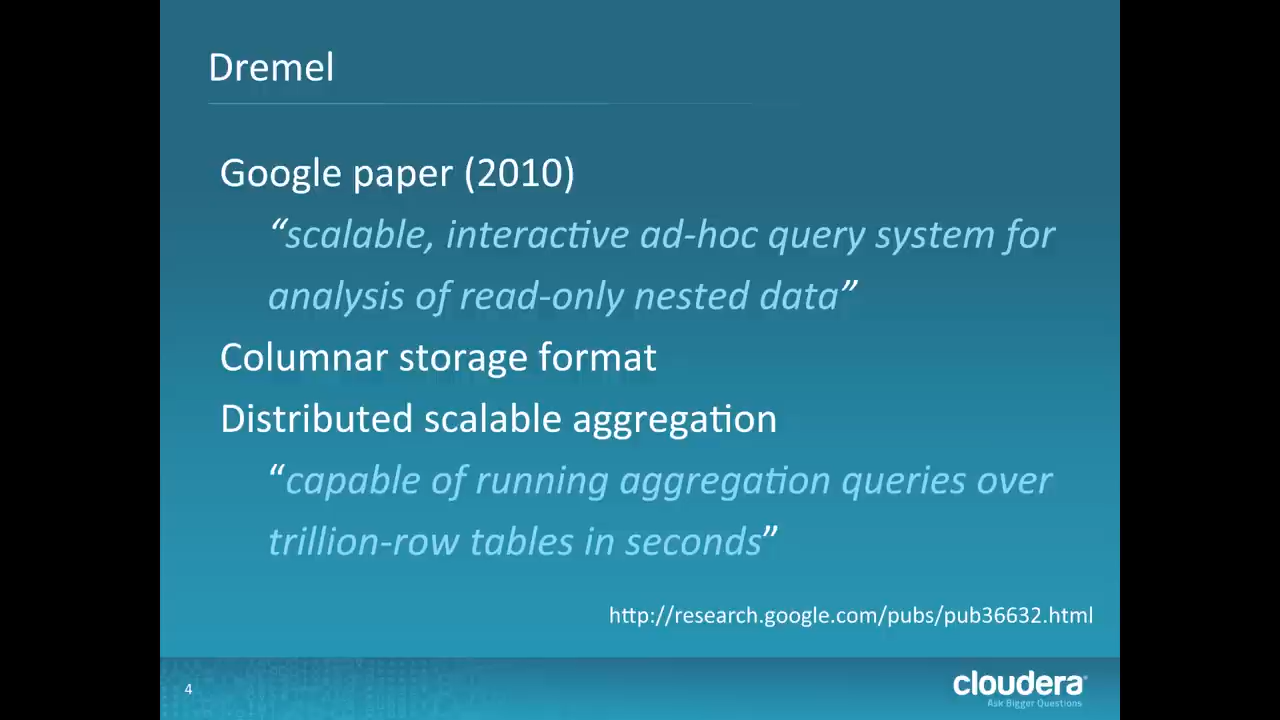 Dremel
Google paper (2010)
“scalable, interactive ad-hoc query system for
analysis of read-only nested data”
Columnar storage format
Distributed scalable aggregation
“capable of running aggregation queries over
trillion-row tables in seconds”
http://research.google.com/pubs/pub36632.html
4
cloudera
Ask Bigger Questions